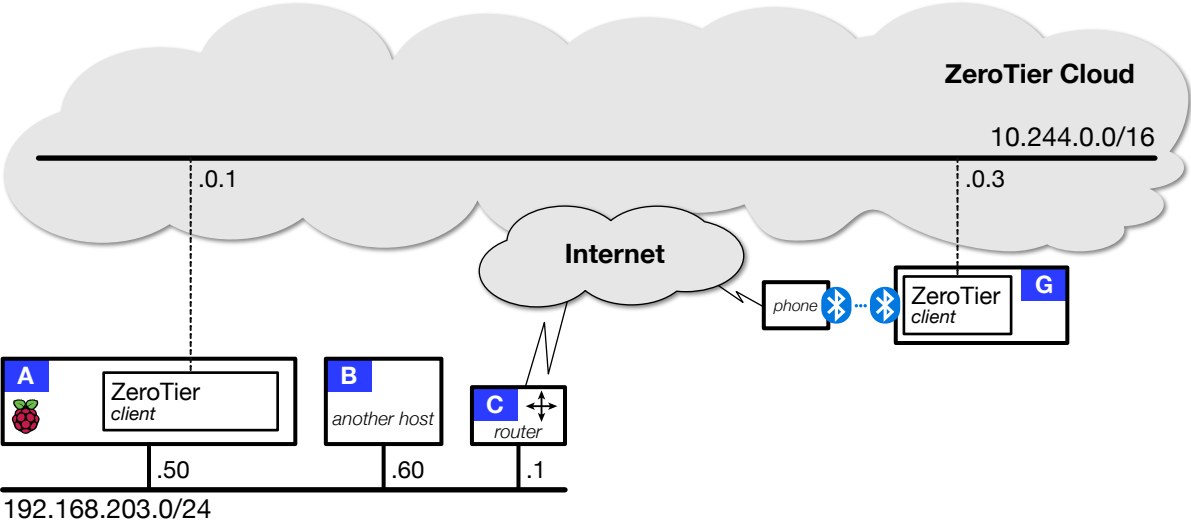 ZeroTier Cloud
10.244.0.0/16
.0.1
.0.3
Internet
phone
ZeroTier
client
G
A
ZeroTier
client
B
another host
C
router
.50
.60
.1
192.168.203.0/24